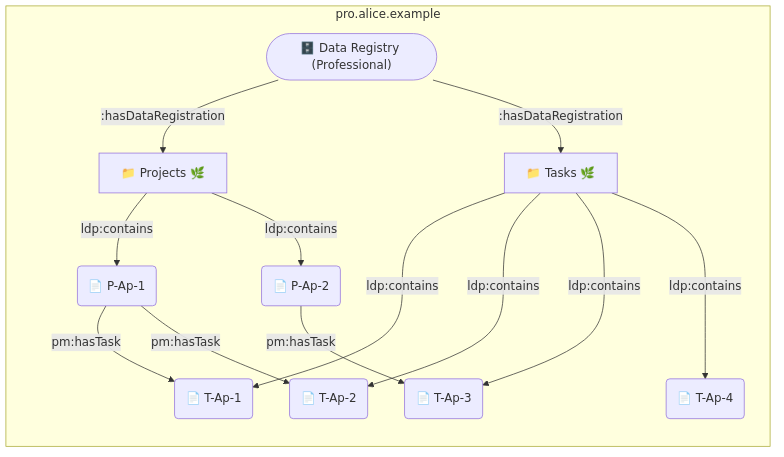 pro.alice.example
🗄️ Data Registry
(Professional)
:hasDataRegistration
:hasDataRegistration
📁 Projects 🌿
📁 Tasks 🌿
ldp:contains
ldp:contains
ldp:contains
ldp:contains
ldp:contains
ldp:contains
📄 P-Ap-1
📄 P-Ap-2
pm:hasTask
pm:hasTask
pm:hasTask
📄 T-Ap-1
📄 T-Ap-2
📄 T-Ap-3
📄 T-Ap-4